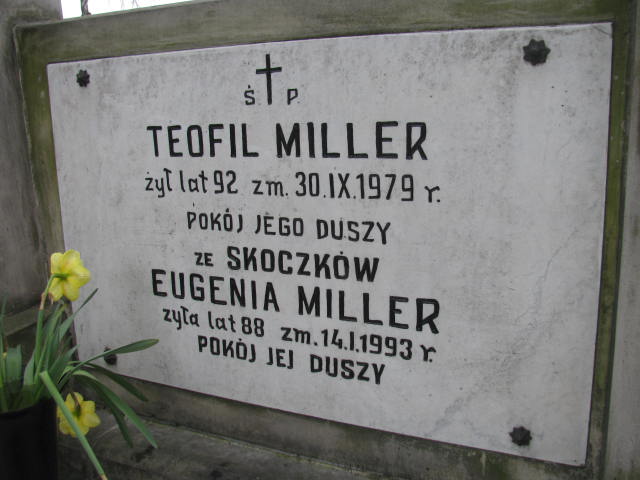 Ś P
TEOFIL MILLER
żył lat 92 zm. 30.IX.1979 r.
POKÓJ JEGO DUSZY
ZE SKOCZKÓW
EUGENIA MILLER
żyła lat 88 zm. 14.I.1993 r.
POKÓJ JEJ DUSZY